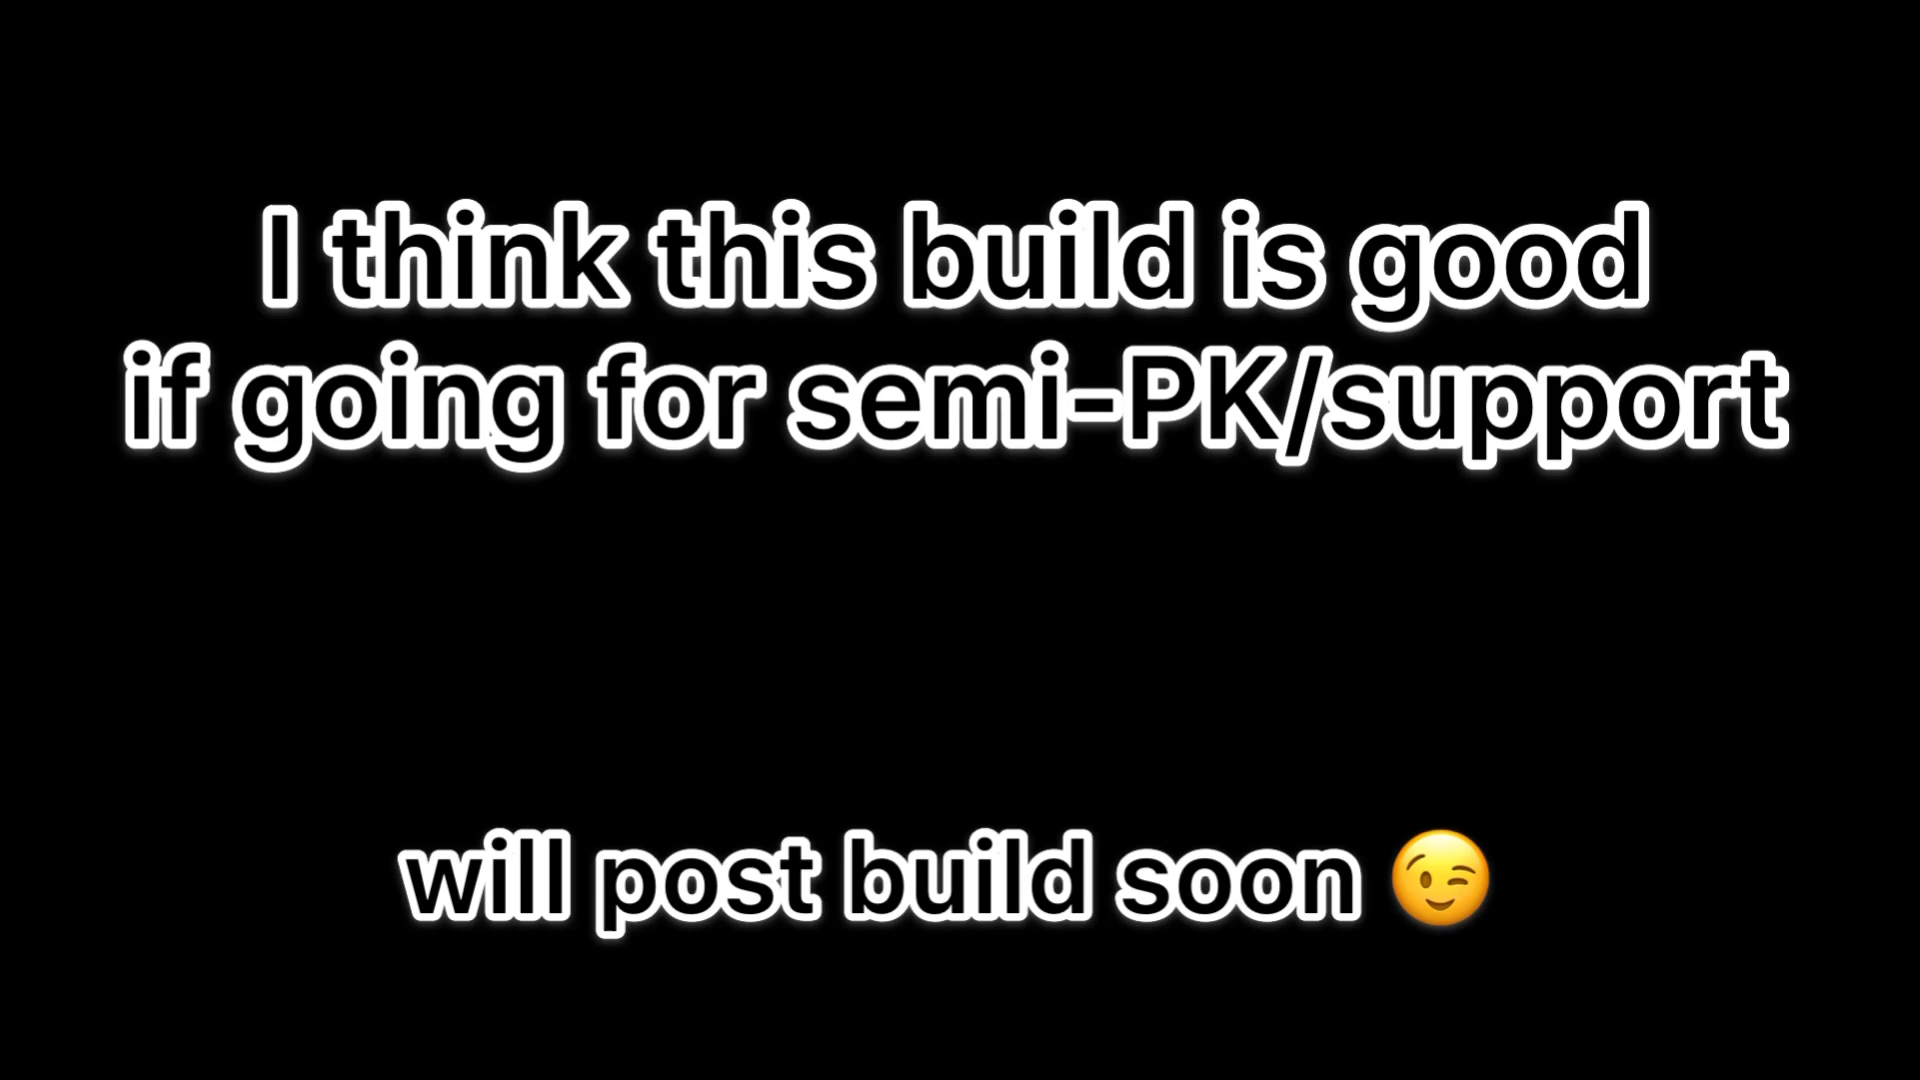 I think this build is good
if going for semi-PK/support
will post build soon 😉